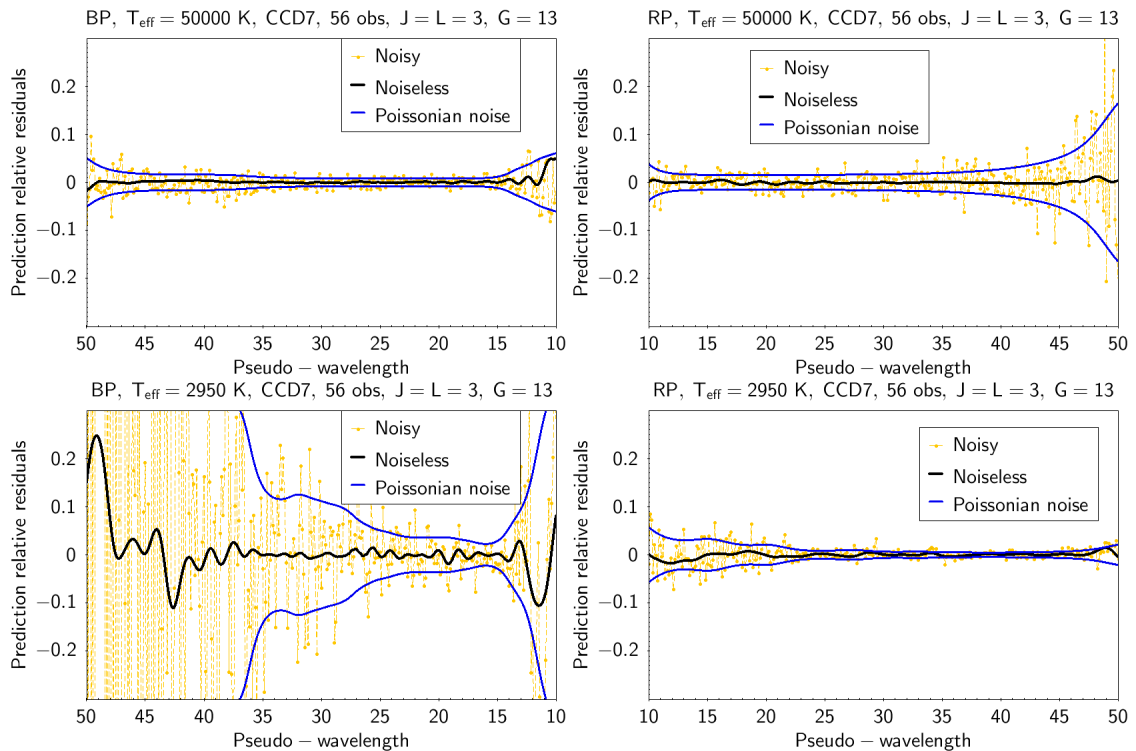 BP, T_eff = 50000 K, CCD7, 56 obs, J = L = 3, G = 13
Noisy
Noiseless
Poissonian noise
0.2
0.1
0
−0.1
−0.2
Prediction relative residuals
50 45 40 35 30 25 20 15 10
Pseudo − wavelength
RP, T_eff = 50000 K, CCD7, 56 obs, J = L = 3, G = 13
Noisy
Noiseless
Poissonian noise
0.2
0.1
0
−0.1
−0.2
Prediction relative residuals
10 15 20 25 30 35 40 45 50
Pseudo − wavelength
BP, T_eff = 2950 K, CCD7, 56 obs, J = L = 3, G = 13
Noisy
Noiseless
Poissonian noise
0.2
0.1
0
−0.1
−0.2
Prediction relative residuals
50 45 40 35 30 25 20 15 10
Pseudo − wavelength
RP, T_eff = 2950 K, CCD7, 56 obs, J = L = 3, G = 13
Noisy
Noiseless
Poissonian noise
0.2
0.1
0
−0.1
−0.2
Prediction relative residuals
10 15 20 25 30 35 40 45 50
Pseudo − wavelength